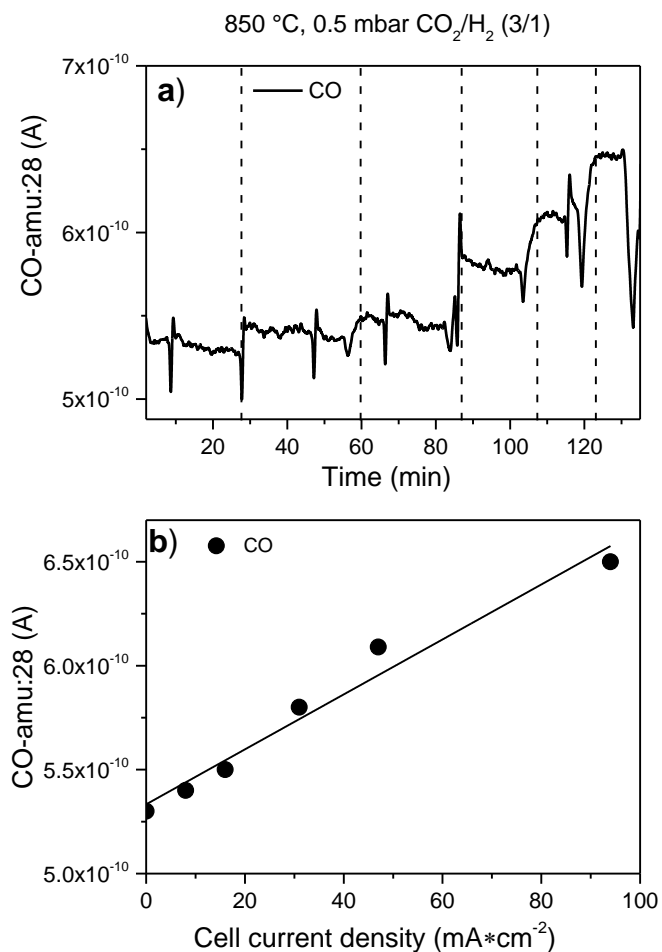 850 °C, 0.5 mbar CO₂/H₂ (3/1)
a)
CO
7x10⁻¹⁰
6x10⁻¹⁰
5x10⁻¹⁰
CO-amu:28 (A)
20 40 60 80 100 120
Time (min)
b)
CO
6.5x10⁻¹⁰
6.0x10⁻¹⁰
5.5x10⁻¹⁰
5.0x10⁻¹⁰
CO-amu:28 (A)
0 20 40 60 80 100
Cell current density (mA∗cm⁻²)